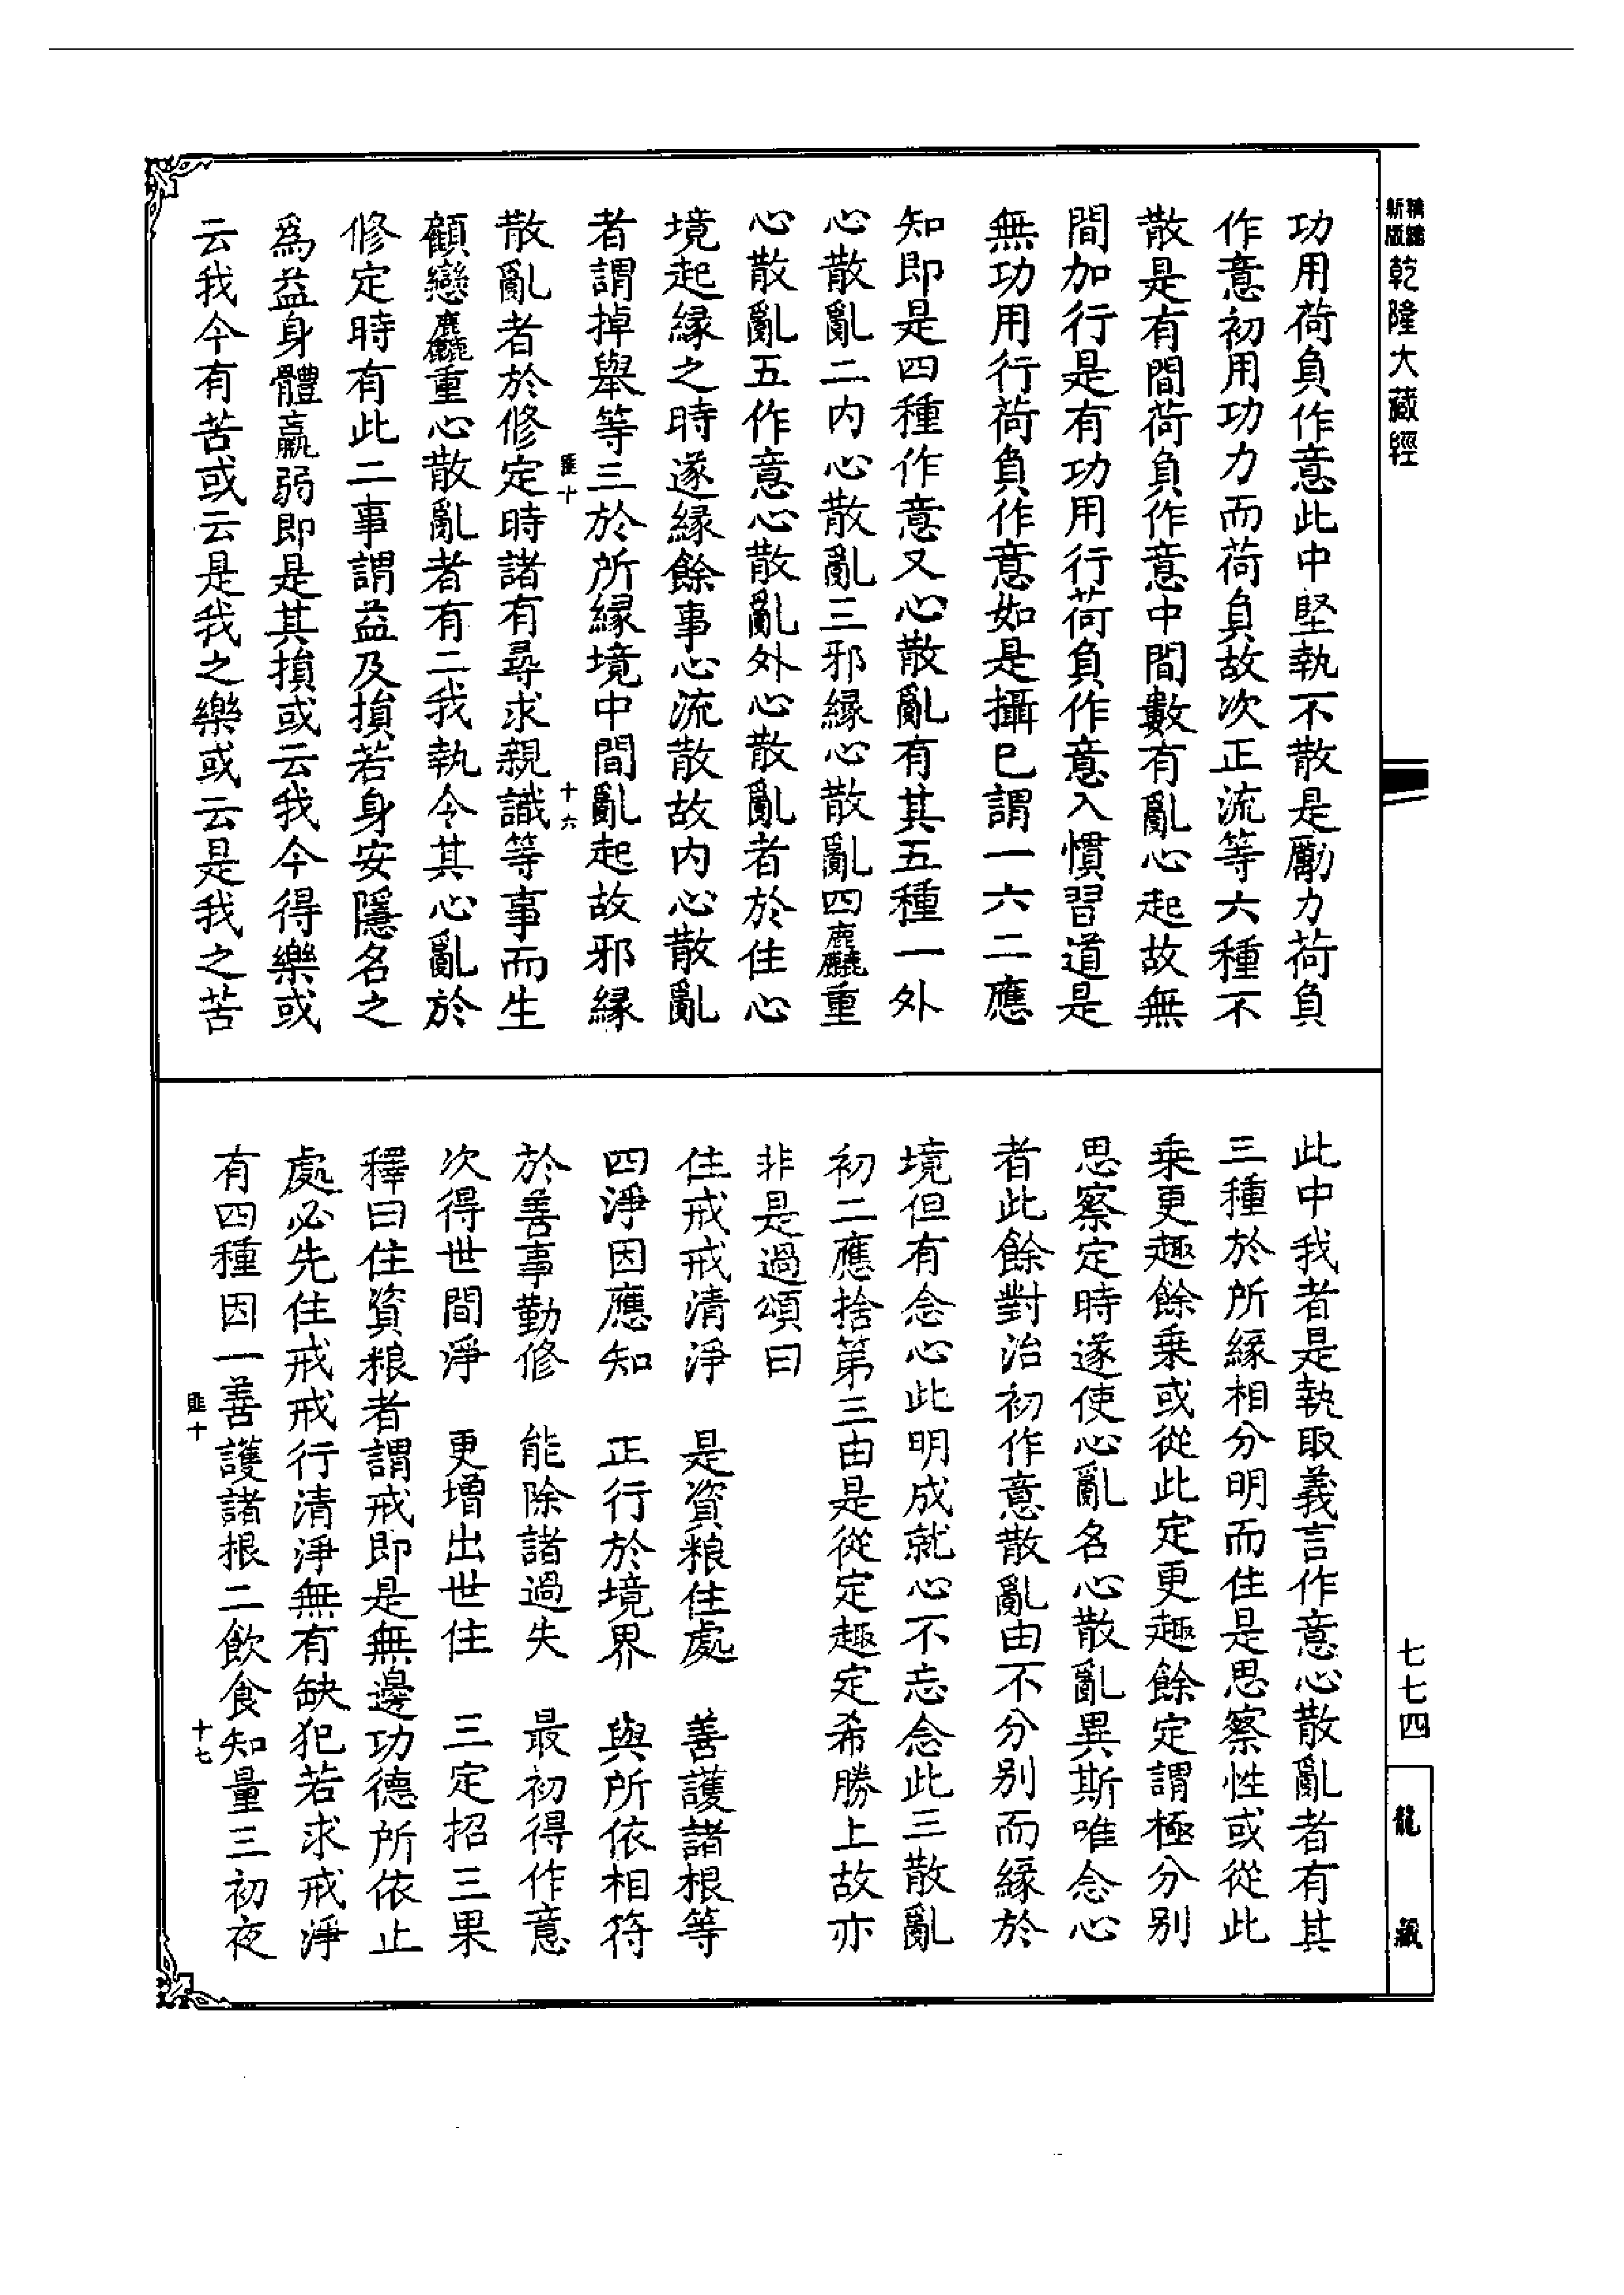 新版
精縮
乾隆大藏經
功用荷負作意此中堅執不散是勵力荷負
作意初用功力而荷負故次正流等六種不
散是有間荷負作意中間數有亂心起故無
間加行是有功用行荷負作意入慣習道是
無功用行荷負作意如是攝已謂一六二應
知即是四種作意又心散亂有其五種一外
心散亂二内心散亂三邪縁心散亂四麤重
心散亂五作意心散亂外心散亂者於住心
境起縁之時遂縁餘事心流散故内心散亂
者謂掉舉等三於所縁境中間亂起故邪縁
匪十
十六
散亂者於修定時諸有尋求親識等事而生
顧戀麤重心散亂者有二我執令其心亂於
修定時有此二事謂益及損若身安隱名之
為益身體羸弱即是其損或云我今得樂或
云我今有苦或云是我之樂或云是我之苦
此中我者是執取義言作意心散亂者有其
三種於所縁相分明而住是思察性或從此
乗更趣餘乗或從此定更趣餘定謂極分别
思察定時遂使心亂名心散亂異斯唯念心
者此餘對治初作意散亂由不分别而縁於
境但有念心此明成就心不忘念此三散亂
初二應捨第三由是從定趣定希勝上故亦
非是過頌曰
住戒戒清淨　是資粮住處　善護諸根等
四淨因應知　正行於境界　與所依相符
於善事勤修　能除諸過失　最初得作意
次得世間淨　更増出世住　三定招三果
釋曰住資粮者謂戒即是無邊功德所依止
處必先住戒戒行清淨無有缺犯若求戒淨
有四種因一善護諸根二飲食知量三初夜
匪十
十七
七七四
龍藏